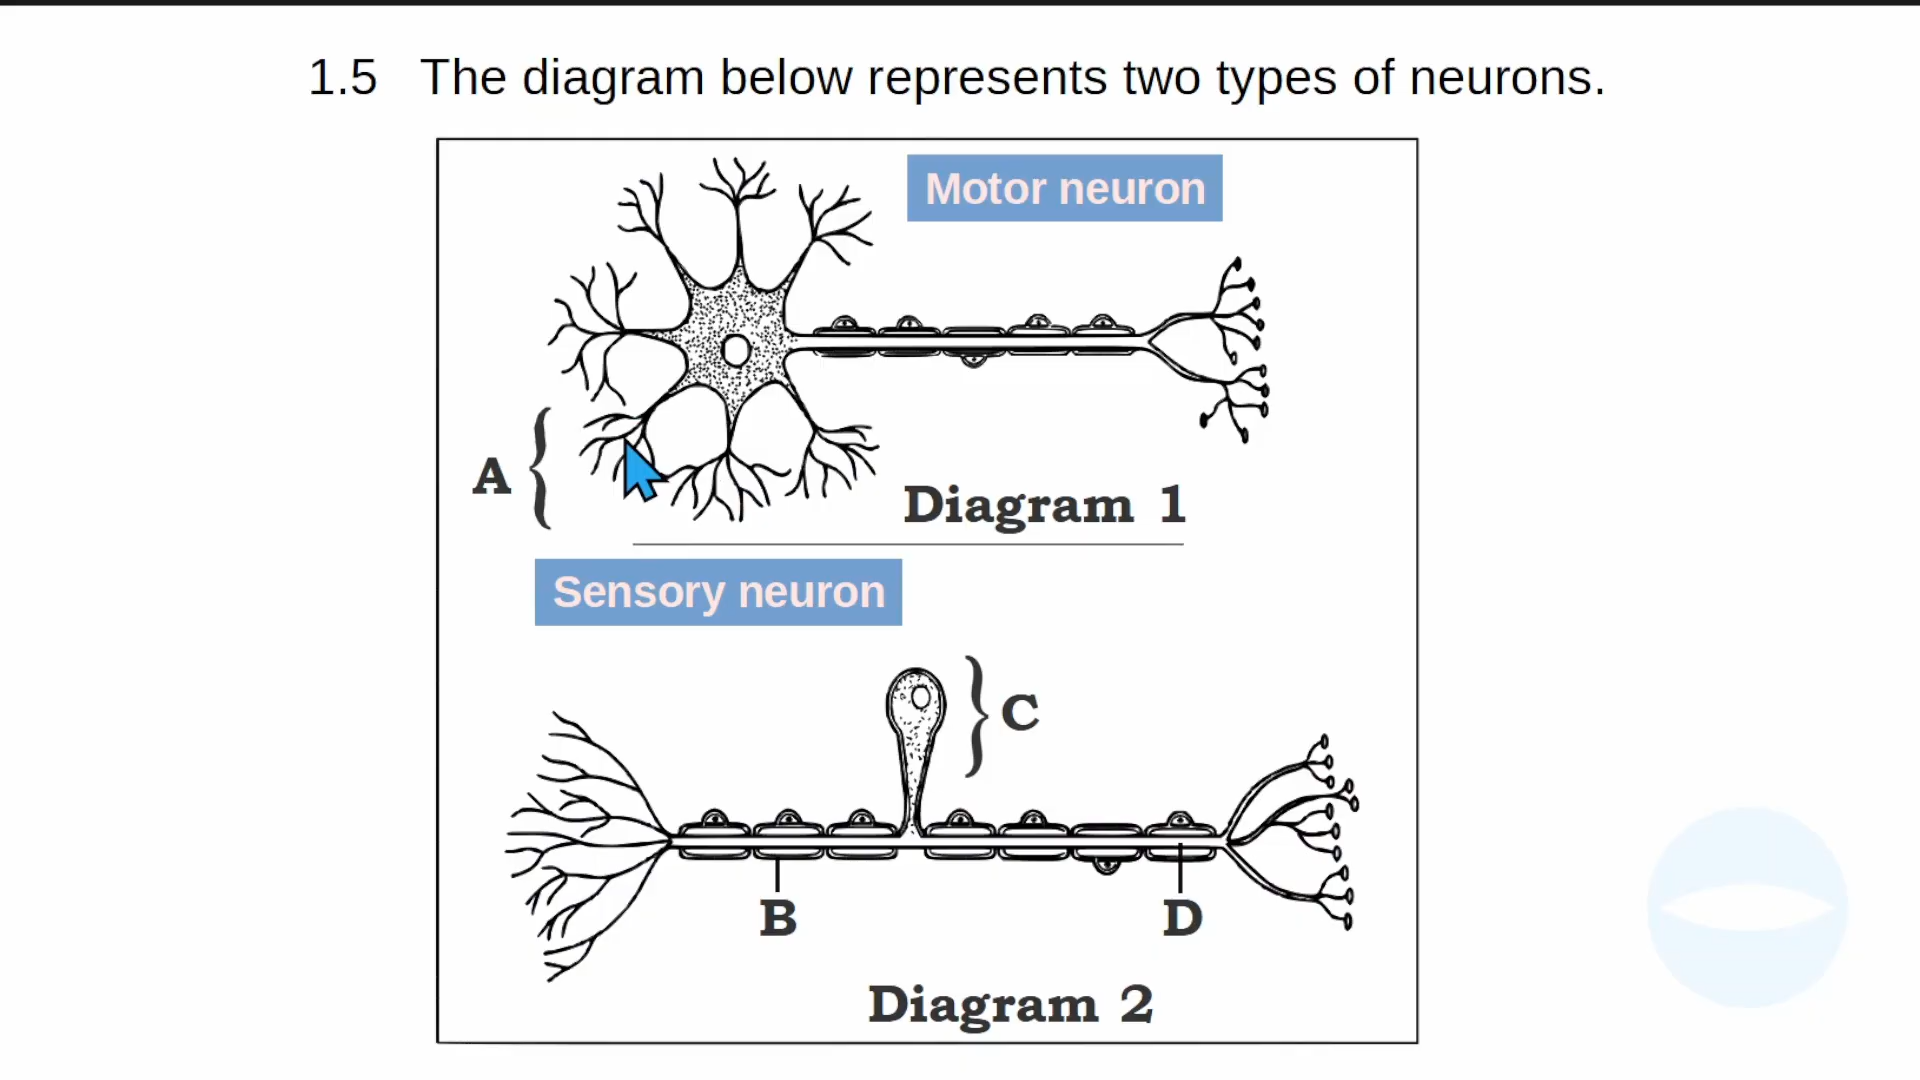 1.5 The diagram below represents two types of neurons.
Motor neuron
A
Diagram 1
Sensory neuron
C
B
D
Diagram 2